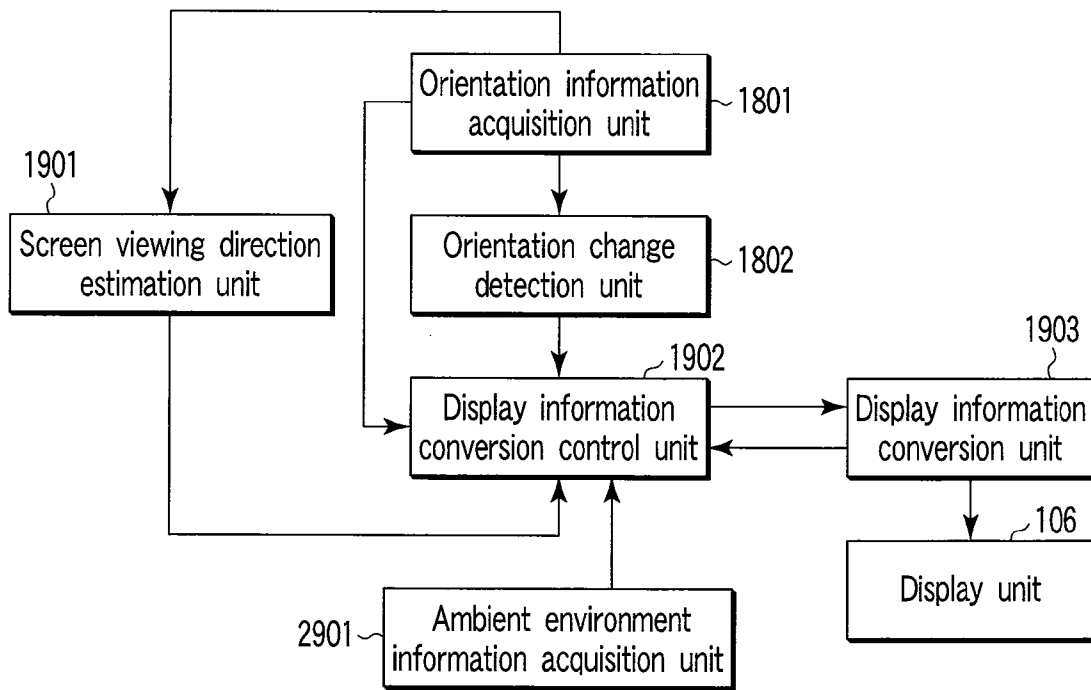 Orientation information
acquisition unit
1801
1901
Screen viewing direction
estimation unit
Orientation change
detection unit
1802
1902
Display information
conversion control unit
1903
Display information
conversion unit
106
Display unit
2901
Ambient environment
information acquisition unit